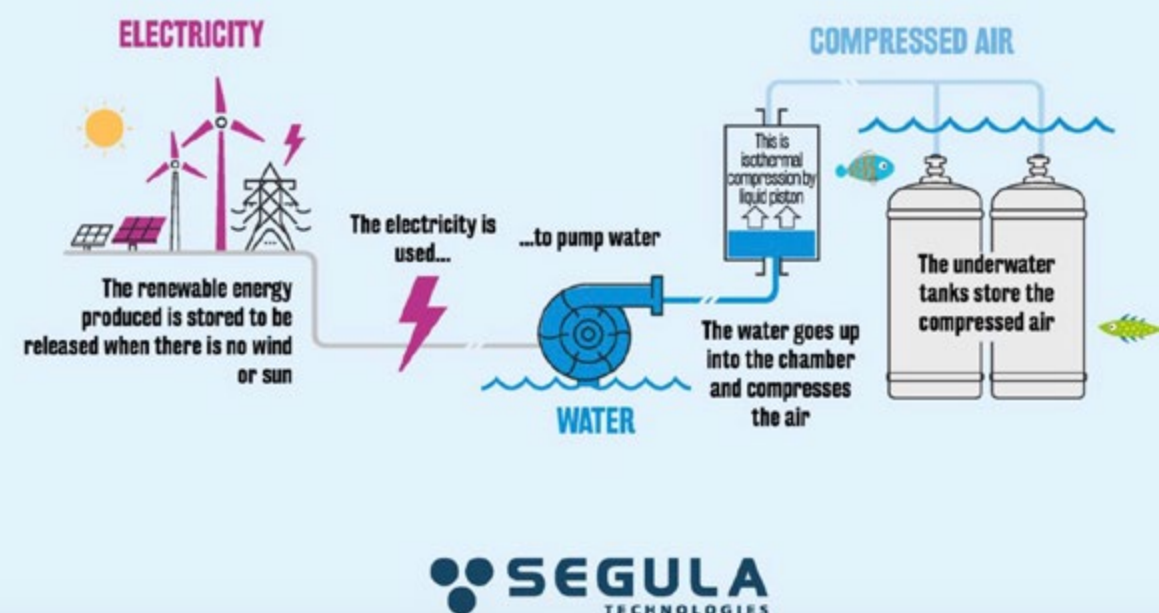 ELECTRICITY
The renewable energy
produced is stored to be
released when there is no wind
or sun
The electricity is
used...
...to pump water
WATER
The water goes up
into the chamber
and compresses
the air
This is
isothermal
compression by
liquid piston
COMPRESSED AIR
The underwater
tanks store the
compressed air
SEGULA
TECHNOLOGIES